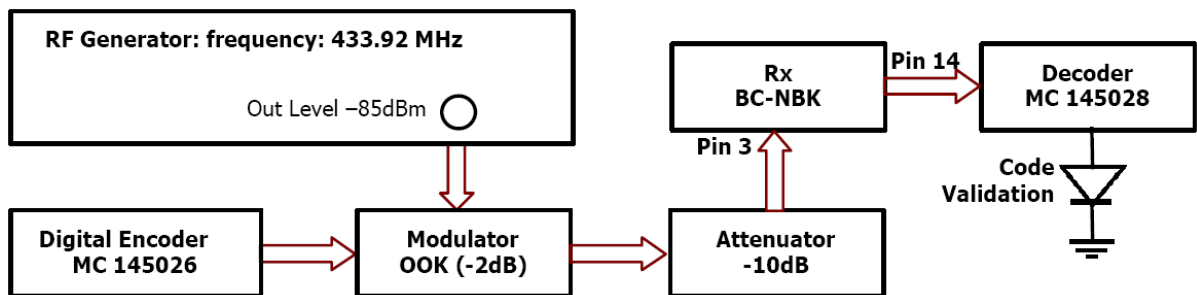 RF Generator: frequency: 433.92 MHz
Out Level –85dBm
Rx
BC-NBK
Pin 14
Decoder
MC 145028
Pin 3
Code
Validation
Digital Encoder
MC 145026
Modulator
OOK (-2dB)
Attenuator
-10dB